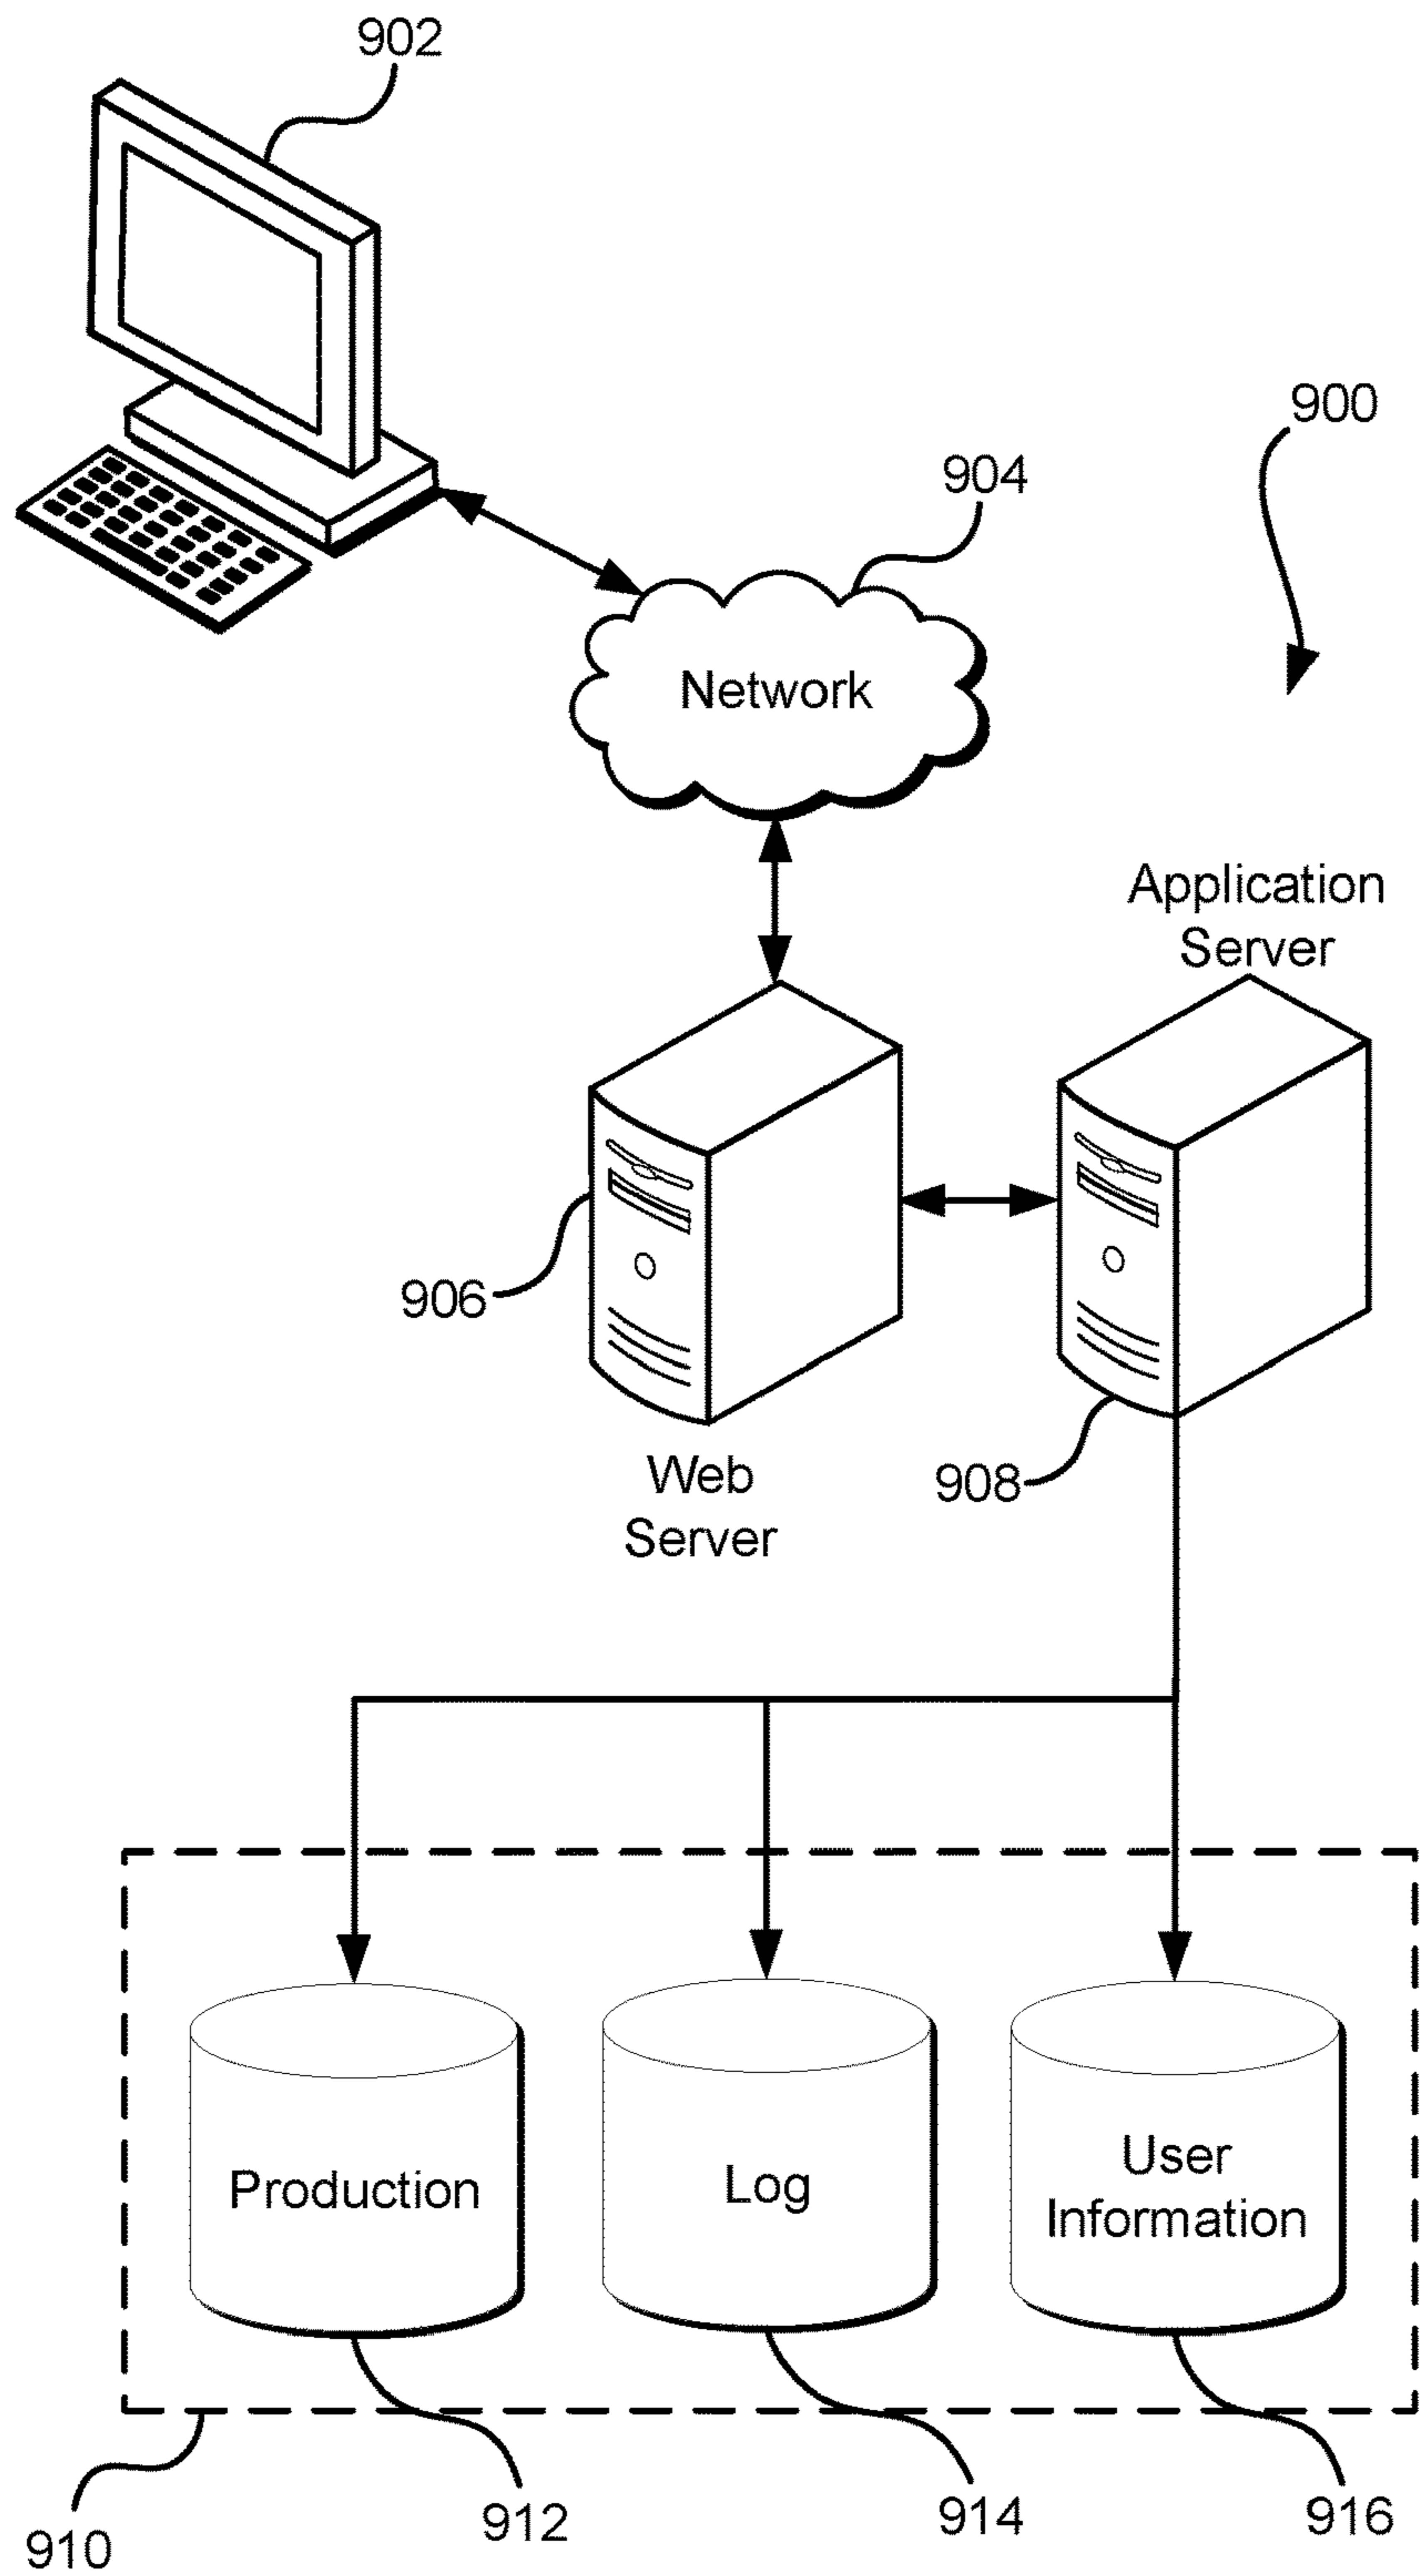 902
900
904
Network
Application
Server
906
908
Web
Server
Production
Log
User
Information
910
912
914
916